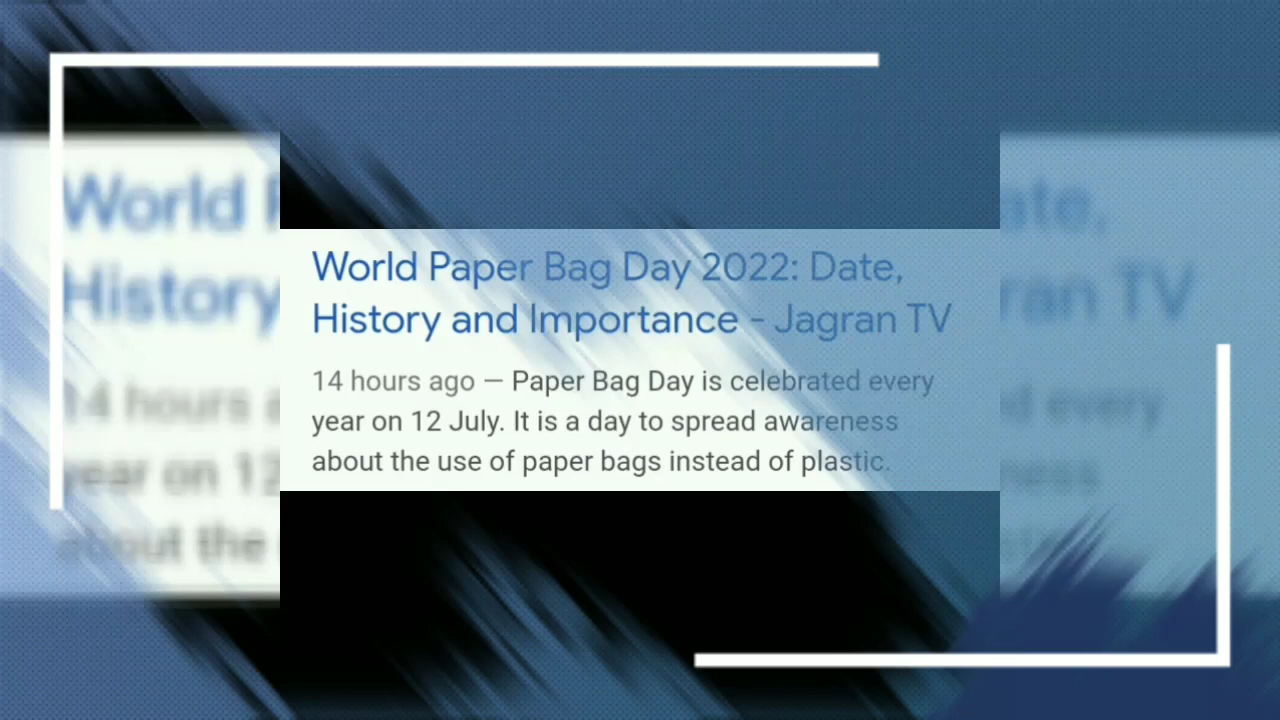 World Paper Bag Day 2022: Date,
History and Importance - Jagran TV
14 hours ago — Paper Bag Day is celebrated every
year on 12 July. It is a day to spread awareness
about the use of paper bags instead of plastic.